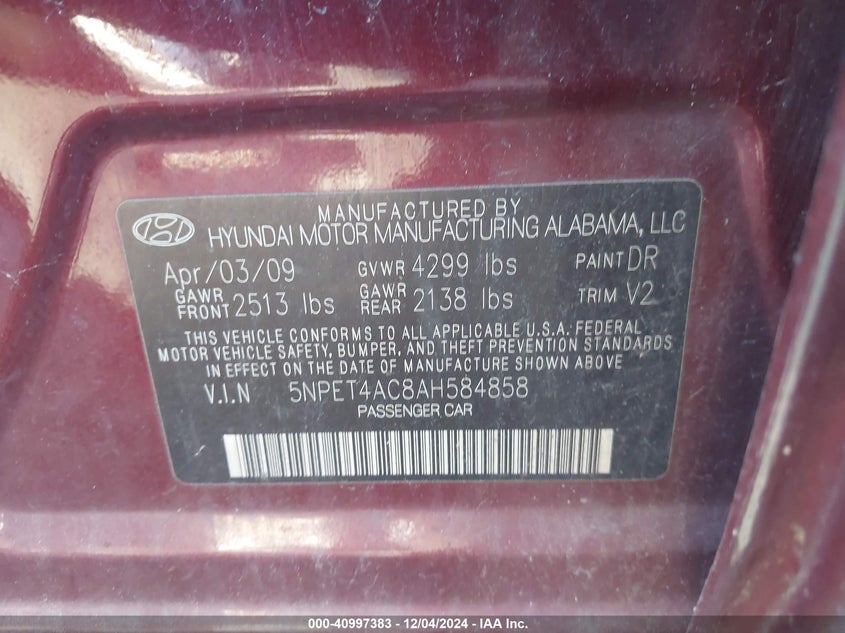 MANUFACTURED BY
HYUNDAI MOTOR MANUFACTURING ALABAMA, LLC
Apr/03/09 GVWR 4299 lbs PAINT DR
GAWR FRONT 2513 lbs GAWR REAR 2138 lbs TRIM V2
THIS VEHICLE CONFORMS TO ALL APPLICABLE U.S.A. FEDERAL
MOTOR VEHICLE SAFETY, BUMPER, AND THEFT PREVENTION STANDARDS
IN EFFECT ON THE DATE OF MANUFACTURE SHOWN ABOVE
V.I.N 5NPET4AC8AH584858
PASSENGER CAR
000-40997383 - 12/04/2024 - IAA Inc.